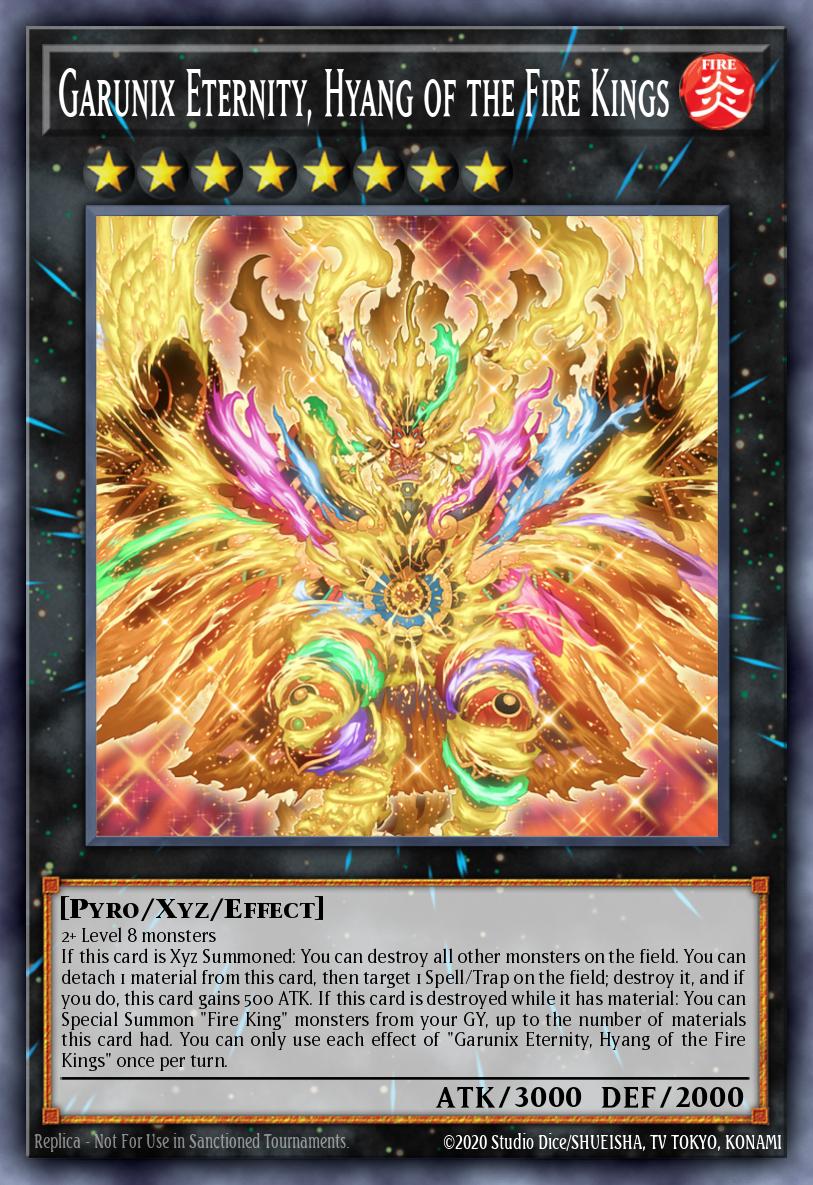 Garunix Eternity, Hyang of the Fire Kings
FIRE
炎
[Pyro/Xyz/Effect]
2+ Level 8 monsters
If this card is Xyz Summoned: You can destroy all other monsters on the field. You can
detach 1 material from this card, then target 1 Spell/Trap on the field; destroy it, and if
you do, this card gains 500 ATK. If this card is destroyed while it has material: You can
Special Summon "Fire King" monsters from your GY, up to the number of materials
this card had. You can only use each effect of "Garunix Eternity, Hyang of the Fire
Kings" once per turn.
ATK/3000 DEF/2000
Replica - Not For Use in Sanctioned Tournaments.
©2020 Studio Dice/SHUEISHA, TV TOKYO, KONAMI